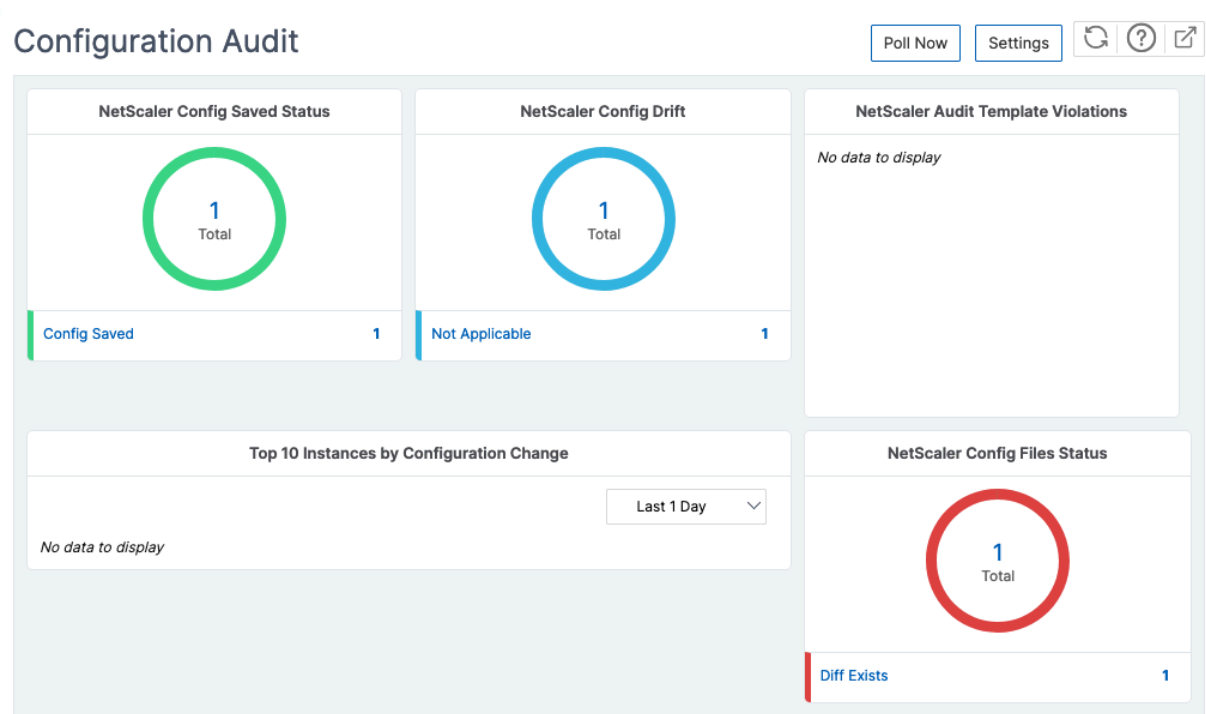 Configuration Audit
Poll Now
Settings
NetScaler Config Saved Status
1
Total
Config Saved 1
NetScaler Config Drift
1
Total
Not Applicable 1
NetScaler Audit Template Violations
No data to display
Top 10 Instances by Configuration Change
Last 1 Day
No data to display
NetScaler Config Files Status
1
Total
Diff Exists 1